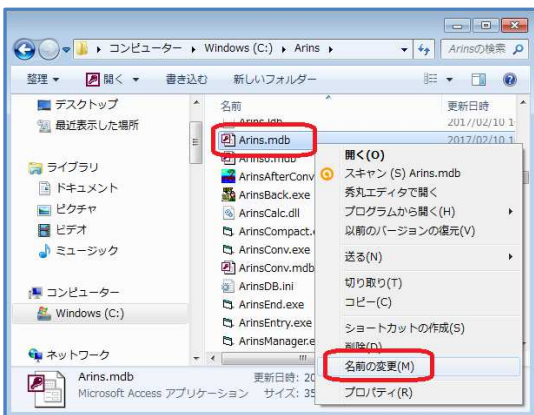 コンピューター ▸ Windows (C:) ▸ Arins ▸
Arinsの検索
整理 ▼
開く ▼
書き込む
新しいフォルダー
デスクトップ
最近表示した場所
ライブラリ
ドキュメント
ピクチャ
ビデオ
ミュージック
コンピューター
Windows (C:)
ネットワーク
名前
更新日時
Arins.ldb
2017/02/10 1
Arins.mdb
2017/02/10 1
ArinsAfterConv
ArinsBack.exe
ArinsCalc.dll
ArinsCompact.
ArinsConv.exe
ArinsConv.mdb
ArinsDB.ini
ArinsEnd.exe
ArinsEntry.exe
ArinsManager.e
開く(O)
スキャン (S) Arins.mdb
秀丸エディタで開く
プログラムから開く(H)
以前のバージョンの復元(V)
送る(N)
切り取り(T)
コピー(C)
ショートカットの作成(S)
削除(D)
名前の変更(M)
プロパティ(R)
Arins.mdb
更新日時: 20
Microsoft Access アプリケーション
サイズ: 35